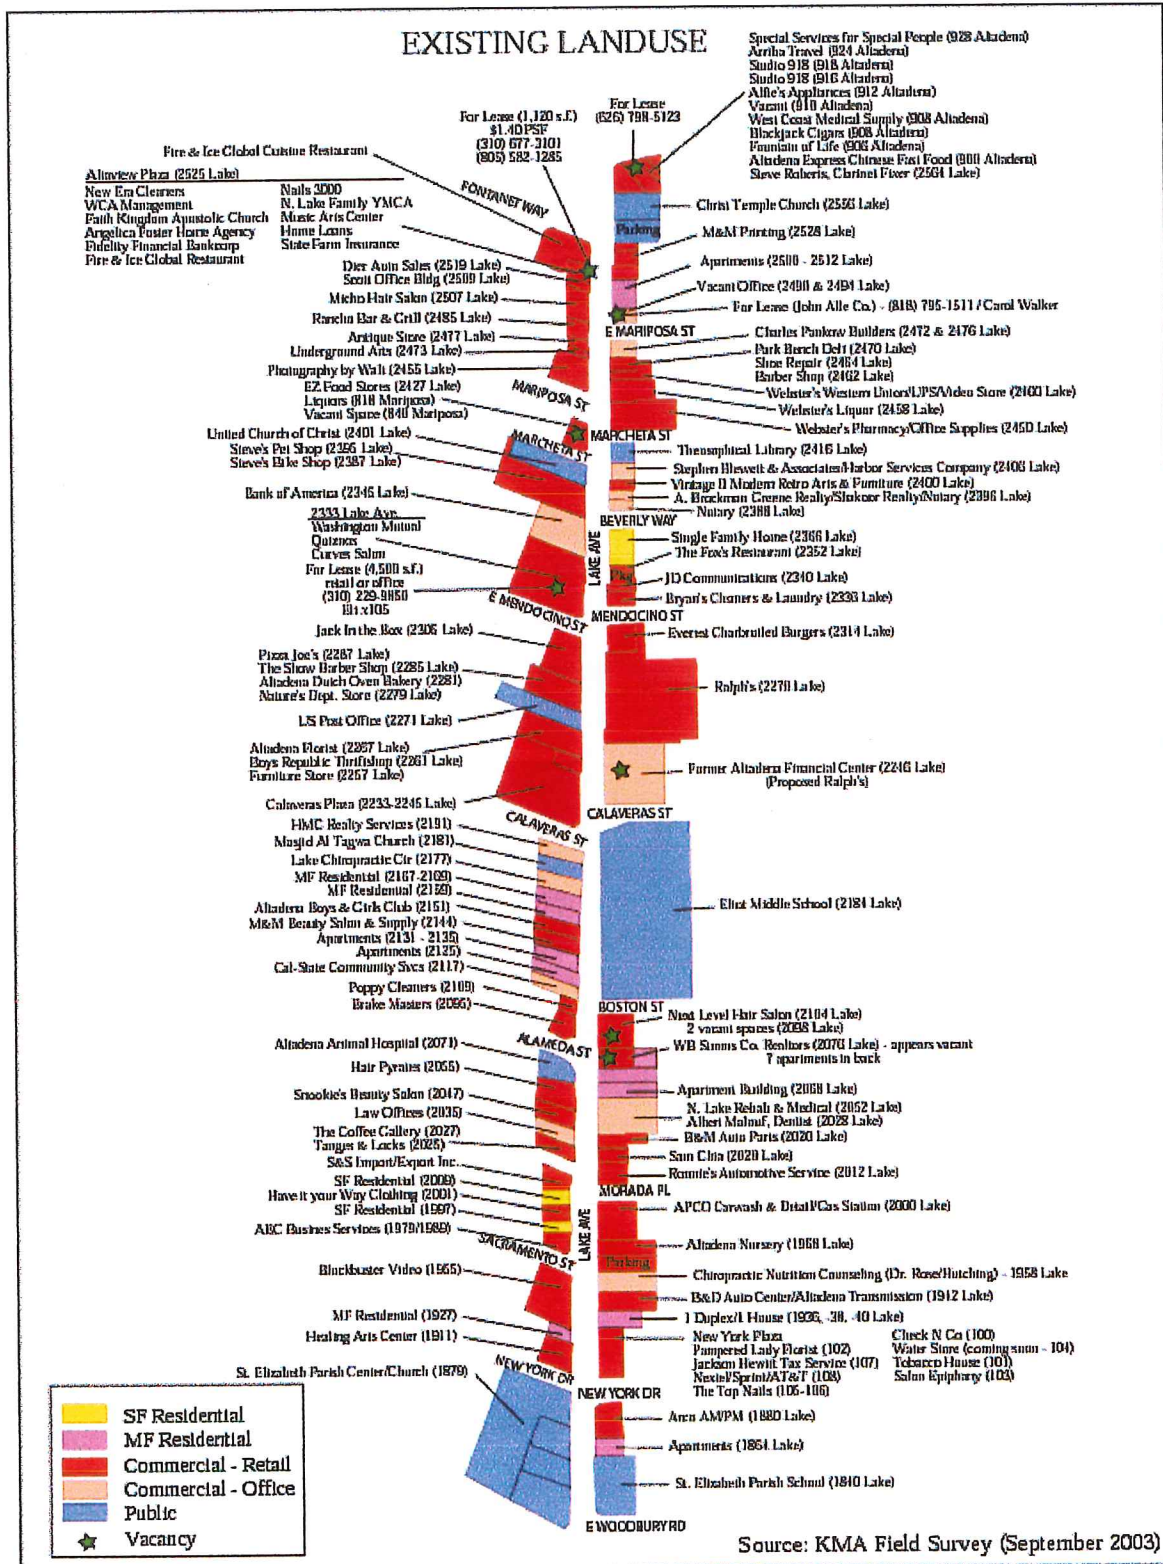 EXISTING LANDUSE
Special Services for Special People (928 Altadena)
Arriba Travel (924 Altadena)
Studio 918 (918 Altadena)
Studio 918 (916 Altadena)
Alfie's Appliances (912 Altadena)
Vacant (910 Altadena)
West Coast Medical Supply (908 Altadena)
Blackjack Cigars (908 Altadena)
Fountain of Life (906 Altadena)
Altadena Express Chinese Fast Food (900 Altadena)
Steve Roberts, Clarinet Fixer (2564 Lake)
For Lease
(626) 798-5123
For Lease (1,120 s.f.)
$1.40 PSF
(310) 677-3101
(805) 582-1285
Fire & Ice Global Cuisine Restaurant
Altaview Plaza (2525 Lake)
New Era Cleaners
WCA Management
Faith Kingdom Apostolic Church
Angelica Foster Home Agency
Fidelity Financial Bankcorp
Fire & Ice Global Restaurant
Nails 3000
N. Lake Family YMCA
Music Arts Center
Home Loans
State Farm Insurance
FONTANET WAY
Christ Temple Church (2556 Lake)
Parking
M&M Printing (2528 Lake)
Apartments (2500 - 2512 Lake)
Vacant Office (2490 & 2494 Lake)
For Lease (John Alle Co.) - (818) 795-1511 / Carol Walker
E MARIPOSA ST
Dier Auto Sales (2519 Lake)
Scott Office Bldg (2509 Lake)
Micho Hair Salon (2507 Lake)
Rancho Bar & Grill (2485 Lake)
Antique Store (2477 Lake)
Underground Arts (2473 Lake)
Photography by Walt (2455 Lake)
MARIPOSA ST
EZ Food Stores (2427 Lake)
Liquors (818 Mariposa)
Vacant Space (840 Mariposa)
Charles Pankow Builders (2472 & 2476 Lake)
Park Bench Deli (2470 Lake)
Shoe Repair (2464 Lake)
Barber Shop (2462 Lake)
Webster's Western Union/UPS/Video Store (2460 Lake)
Webster's Liquor (2458 Lake)
Webster's Pharmacy/Office Supplies (2450 Lake)
MARCHETA ST
MARCHETA ST
United Church of Christ (2401 Lake)
Steve's Pet Shop (2395 Lake)
Steve's Bike Shop (2387 Lake)
Bank of America (2345 Lake)
Theosophical Library (2416 Lake)
Stephen Blewett & Associates/Harbor Services Company (2406 Lake)
Vintage II Modern Retro Arts & Furniture (2400 Lake)
A. Brockman Greene Realty/Slokoor Realty/Notary (2396 Lake)
Notary (2388 Lake)
BEVERLY WAY
LAKE AVE
2333 Lake Ave.
Washington Mutual
Quiznos
Curves Salon
For Lease (4,500 s.f.)
retail or office
(310) 229-9850
Single Family Home (2366 Lake)
The Fox's Restaurant (2352 Lake)
Pkg
JD Communications (2340 Lake)
Bryan's Cleaners & Laundry (2336 Lake)
E MENDOCINO ST
MENDOCINO ST
Jack In the Box (2306 Lake)
Pizza Joe's (2287 Lake)
The Show Barber Shop (2285 Lake)
Altadena Dutch Oven Bakery (2281)
Nature's Dept. Store (2279 Lake)
US Post Office (2271 Lake)
Altadena Florist (2267 Lake)
Boys Republic Thriftshop (2261 Lake)
Furniture Store (2257 Lake)
Calaveras Plaza (2233-2245 Lake)
Everest Charbroiled Burgers (2314 Lake)
Ralph's (2270 Lake)
Former Altadena Financial Center (2246 Lake)
(Proposed Ralph's)
CALAVERAS ST
CALAVERAS ST
HMC Realty Services (2191)
Masjid Al Taqwa Church (2181)
Lake Chiropractic Ctr (2177)
MF Residential (2167-2169)
MF Residential (2159)
Altadena Boys & Girls Club (2151)
M&M Beauty Salon & Supply (2144)
Apartments (2131 - 2135)
Apartments (2125)
Cal-State Community Svcs (2117)
Poppy Cleaners (2109)
Brake Masters (2095)
Eliot Middle School (2184 Lake)
BOSTON ST
ALAMEDA ST
Next Level Hair Salon (2104 Lake)
2 vacant spaces (2098 Lake)
WB Simms Co. Realtors (2076 Lake) - appears vacant
7 apartments in back
Apartment Building (2068 Lake)
N. Lake Rehab & Medical (2052 Lake)
Albert Malouf, Dentist (2028 Lake)
B&M Auto Parts (2020 Lake)
Sam Chia (2020 Lake)
Ronnie's Automotive Service (2012 Lake)
MORADA PL
Altadena Animal Hospital (2071)
Hair Pyrates (2055)
Snookie's Beauty Salon (2047)
Law Offices (2035)
The Coffee Gallery (2027)
Tangles & Locks (2025)
S&S Import/Export Inc.
SF Residential (2009)
Have it your Way Clothing (2001)
SF Residential (1997)
ABC Busines Services (1979/1989)
SACRAMENTO ST
LAKE AVE
APCO Carwash & Detail/Gas Station (2000 Lake)
Altadena Nursery (1968 Lake)
Parking
Chiropractic Nutrition Counseling (Dr. Rose/Hutching) - 1958 Lake
B&D Auto Center/Altadena Transmission (1942 Lake)
1 Duplex/1 House (1936, -38, -40 Lake)
Blockbuster Video (1955)
MF Residential (1927)
Healing Arts Center (1911)
New York Plaza
Pampered Lady Florist (102)
Jackson Hewitt Tax Service (107)
Nextel/Sprint/AT&T (108)
The Top Nails (105-106)
Check N Go (100)
Water Store (coming soon - 104)
Tobacco House (101)
Salon Epiphany (103)
NEW YORK DR
NEW YORK DR
St. Elizabeth Parish Center/Church (1879)
Arco AM/PM (1880 Lake)
Apartments (1864 Lake)
St. Elizabeth Parish School (1840 Lake)
E WOODBURY RD
SF Residential
MF Residential
Commercial - Retail
Commercial - Office
Public
Vacancy
Source: KMA Field Survey (September 2003)